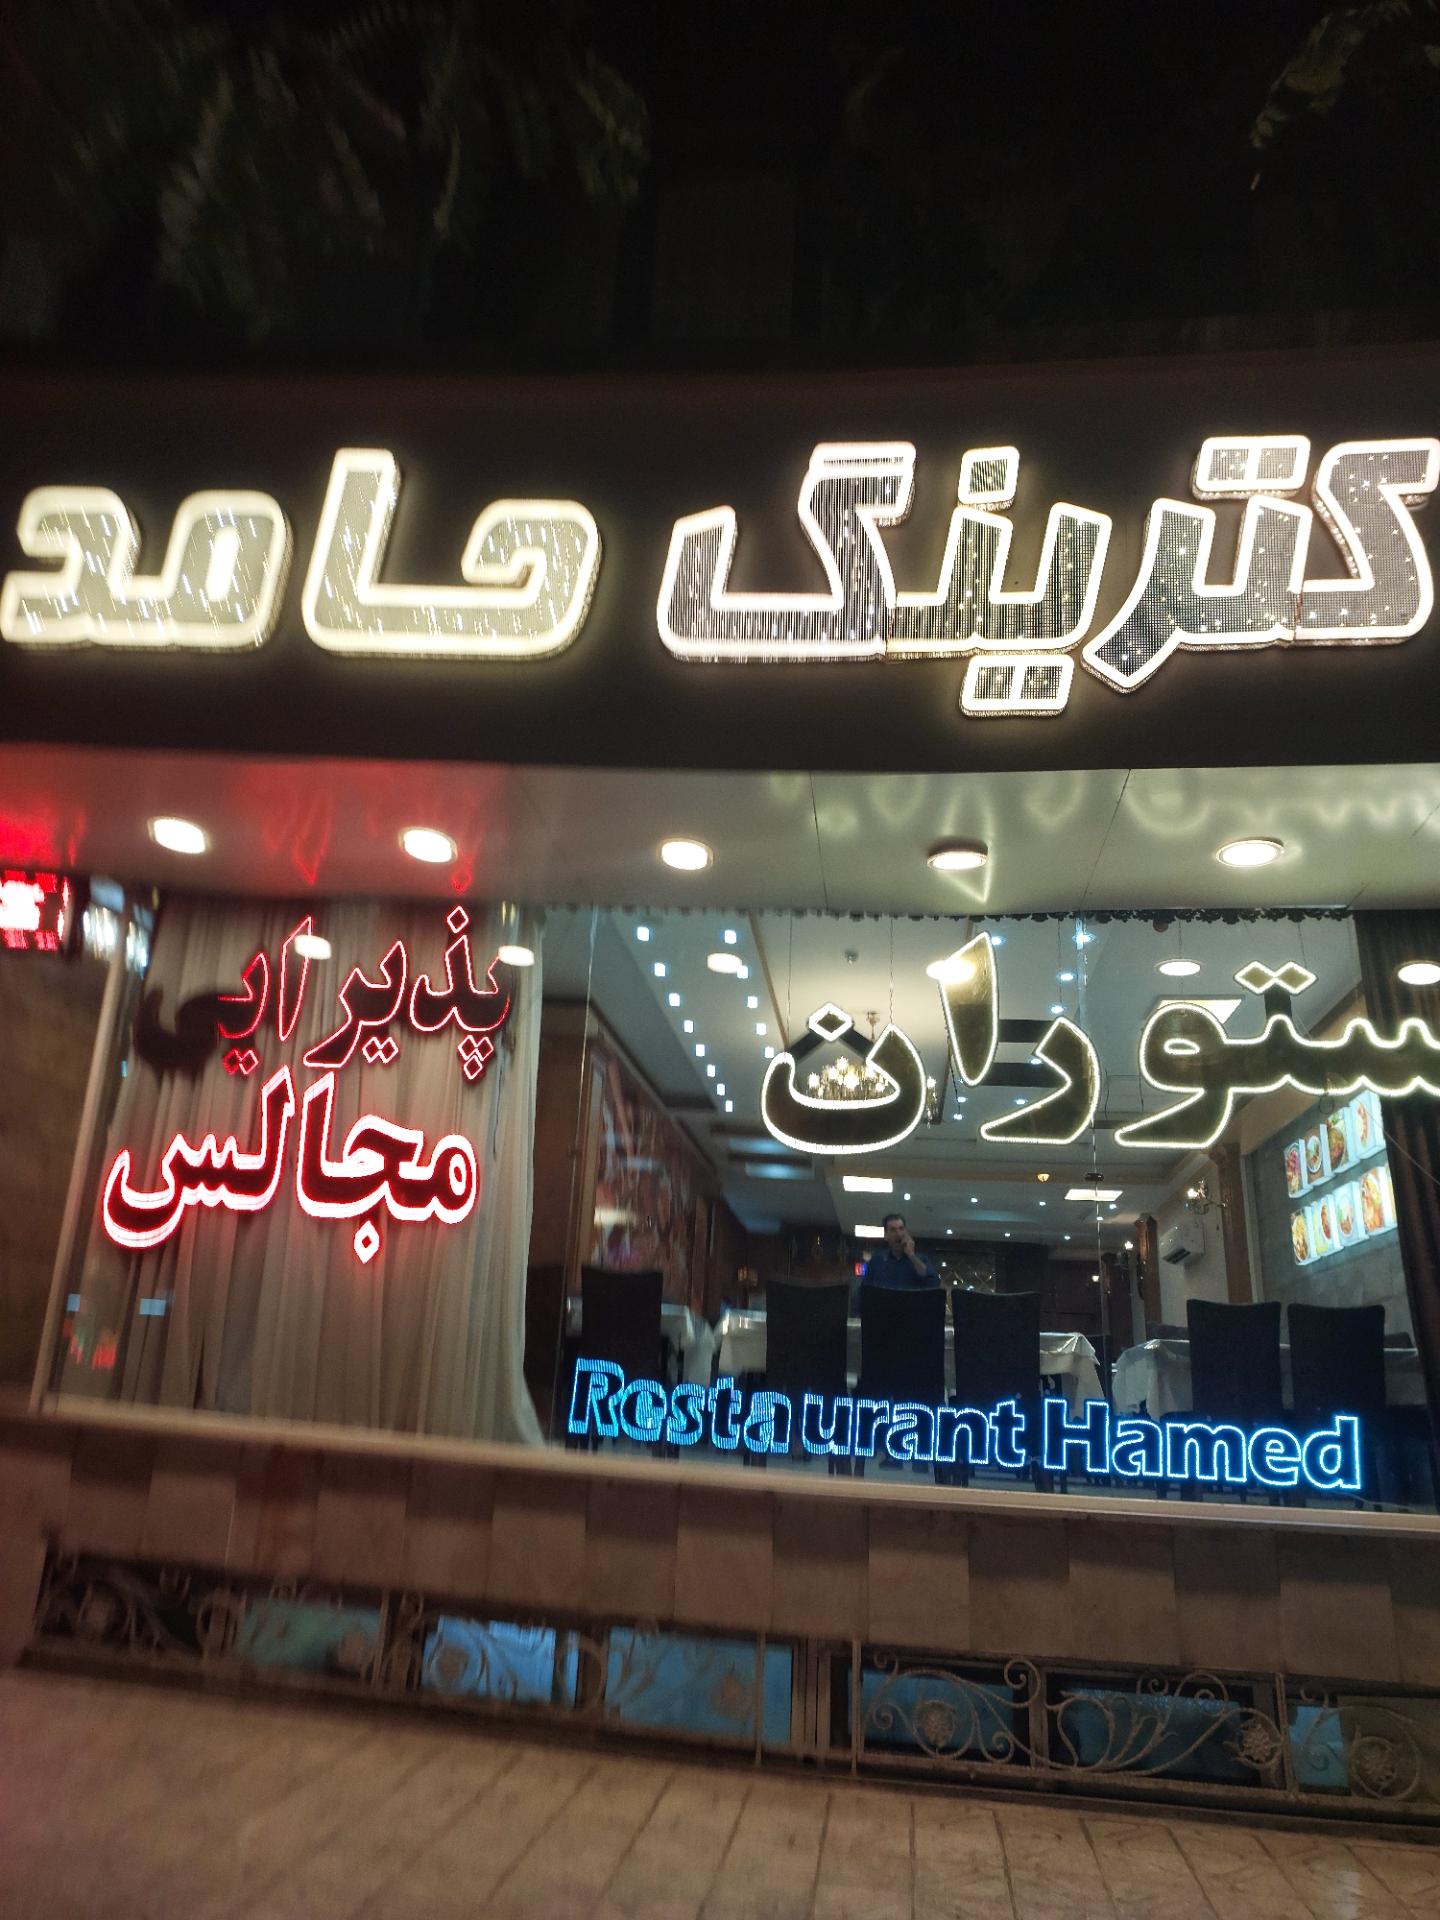 کترینگ حامد
ستوران
پذیرایی
مجالس
Restaurant Hamed